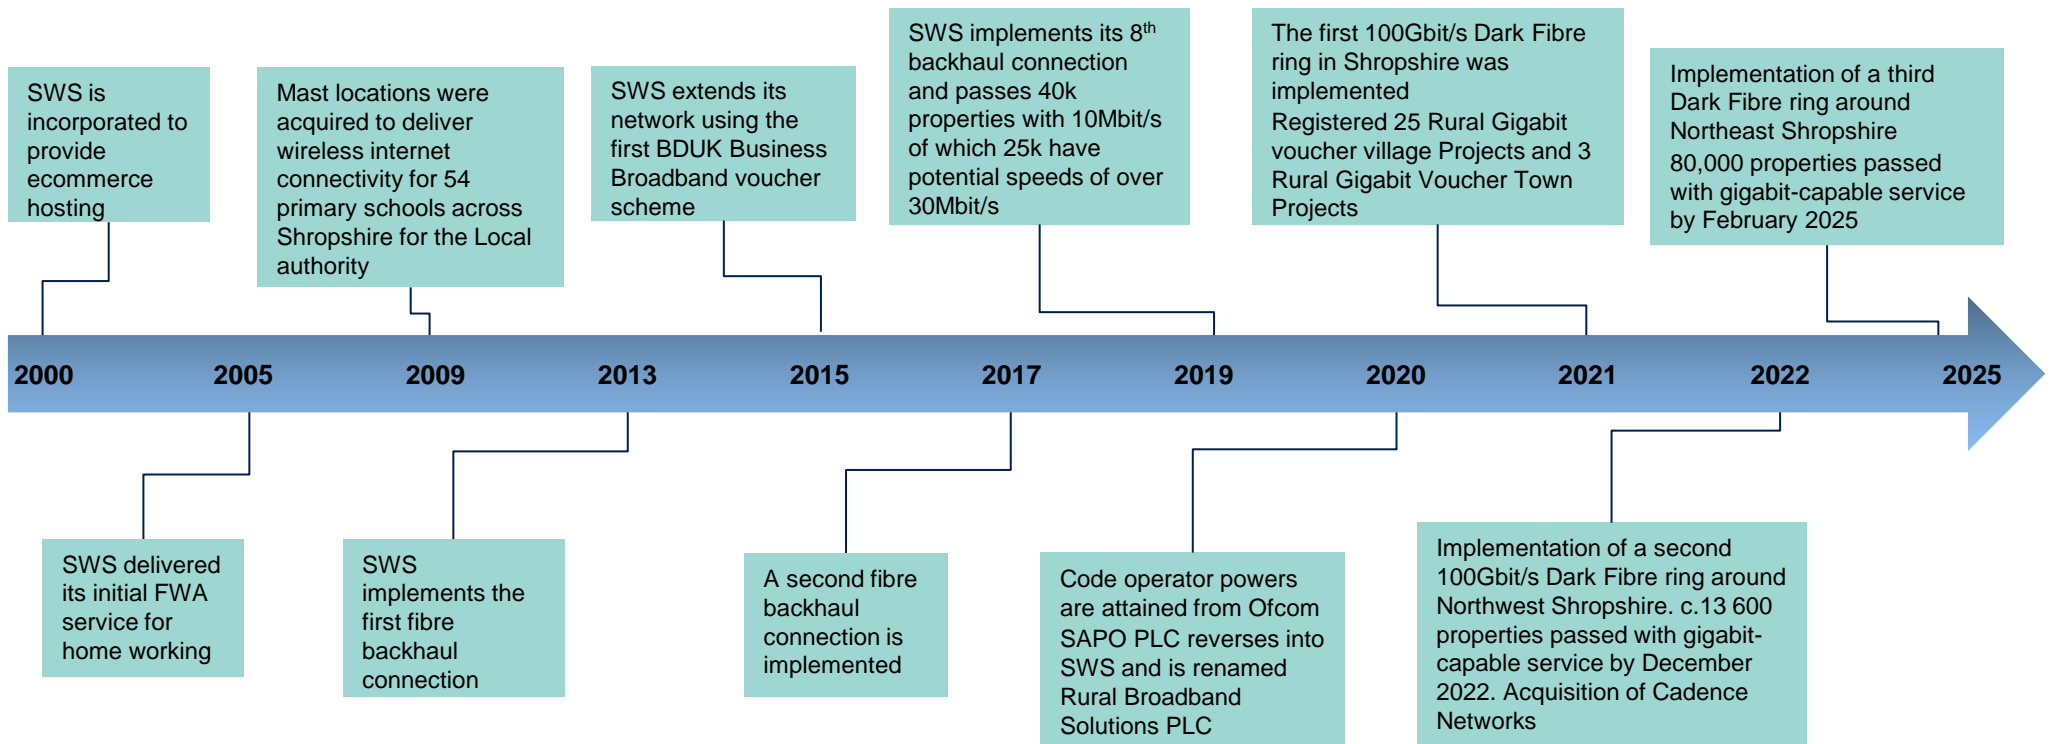 SWS is
incorporated to
provide
ecommerce
hosting
Mast locations were
acquired to deliver
wireless internet
connectivity for 54
primary schools across
Shropshire for the Local
authority
SWS extends its
network using the
first BDUK Business
Broadband voucher
scheme
SWS implements its 8th
backhaul connection
and passes 40k
properties with 10Mbit/s
of which 25k have
potential speeds of over
30Mbit/s
The first 100Gbit/s Dark Fibre
ring in Shropshire was
implemented
Registered 25 Rural Gigabit
voucher village Projects and 3
Rural Gigabit Voucher Town
Projects
Implementation of a third
Dark Fibre ring around
Northeast Shropshire
80,000 properties passed
with gigabit-capable service
by February 2025
2000 2005 2009 2013 2015 2017 2019 2020 2021 2022 2025
SWS delivered
its initial FWA
service for
home working
SWS
implements the
first fibre
backhaul
connection
A second fibre
backhaul
connection is
implemented
Code operator powers
are attained from Ofcom
SAPO PLC reverses into
SWS and is renamed
Rural Broadband
Solutions PLC
Implementation of a second
100Gbit/s Dark Fibre ring around
Northwest Shropshire. c.13 600
properties passed with gigabit-
capable service by December
2022. Acquisition of Cadence
Networks